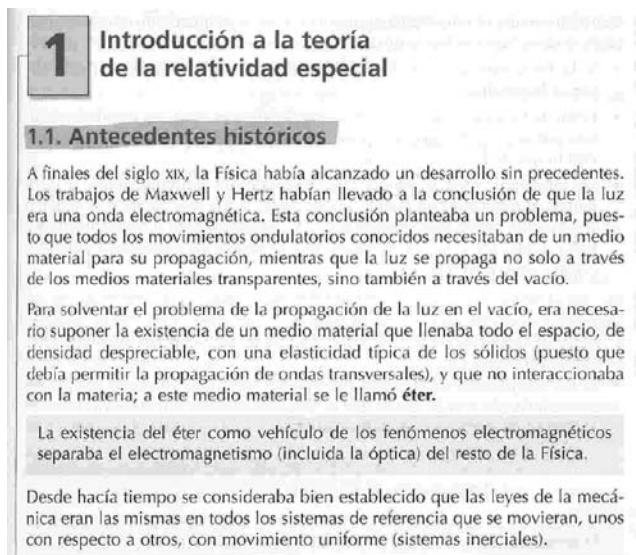 1
Introducción a la teoría
de la relatividad especial
1.1. Antecedentes históricos
A finales del siglo XIX, la Física había alcanzado un desarrollo sin precedentes.
Los trabajos de Maxwell y Hertz habían llevado a la conclusión de que la luz
era una onda electromagnética. Esta conclusión planteaba un problema, pues-
to que todos los movimientos ondulatorios conocidos necesitaban de un medio
material para su propagación, mientras que la luz se propaga no solo a través
de los medios materiales transparentes, sino también a través del vacío.
Para solventar el problema de la propagación de la luz en el vacío, era necesa-
rio suponer la existencia de un medio material que llenaba todo el espacio, de
densidad despreciable, con una elasticidad típica de los sólidos (puesto que
debía permitir la propagación de ondas transversales), y que no interaccionaba
con la materia; a este medio material se le llamó éter.
La existencia del éter como vehículo de los fenómenos electromagnéticos
separaba el electromagnetismo (incluida la óptica) del resto de la Física.
Desde hacía tiempo se consideraba bien establecido que las leyes de la mecá-
nica eran las mismas en todos los sistemas de referencia que se movieran, unos
con respecto a otros, con movimiento uniforme (sistemas inerciales).